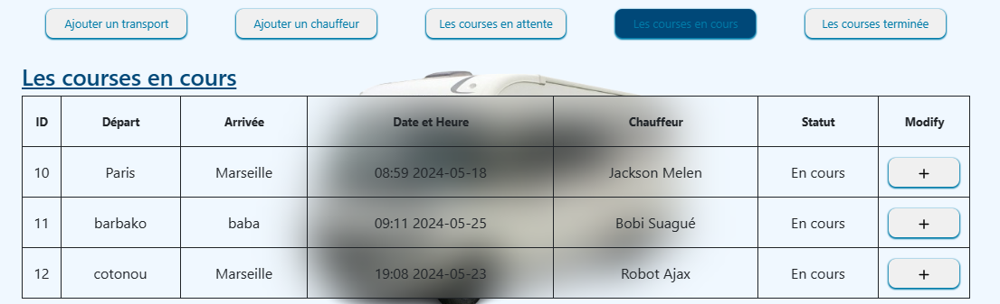 Ajouter un transport Ajouter un chauffeur Les courses en attente Les courses en cours Les courses terminée
Les courses en cours
ID Départ Arrivée Date et Heure Chauffeur Statut Modify
10 Paris Marseille 08:59 2024-05-18 Jackson Melen En cours +
11 barbako baba 09:11 2024-05-25 Bobi Suagué En cours +
12 cotonou Marseille 19:08 2024-05-23 Robot Ajax En cours +